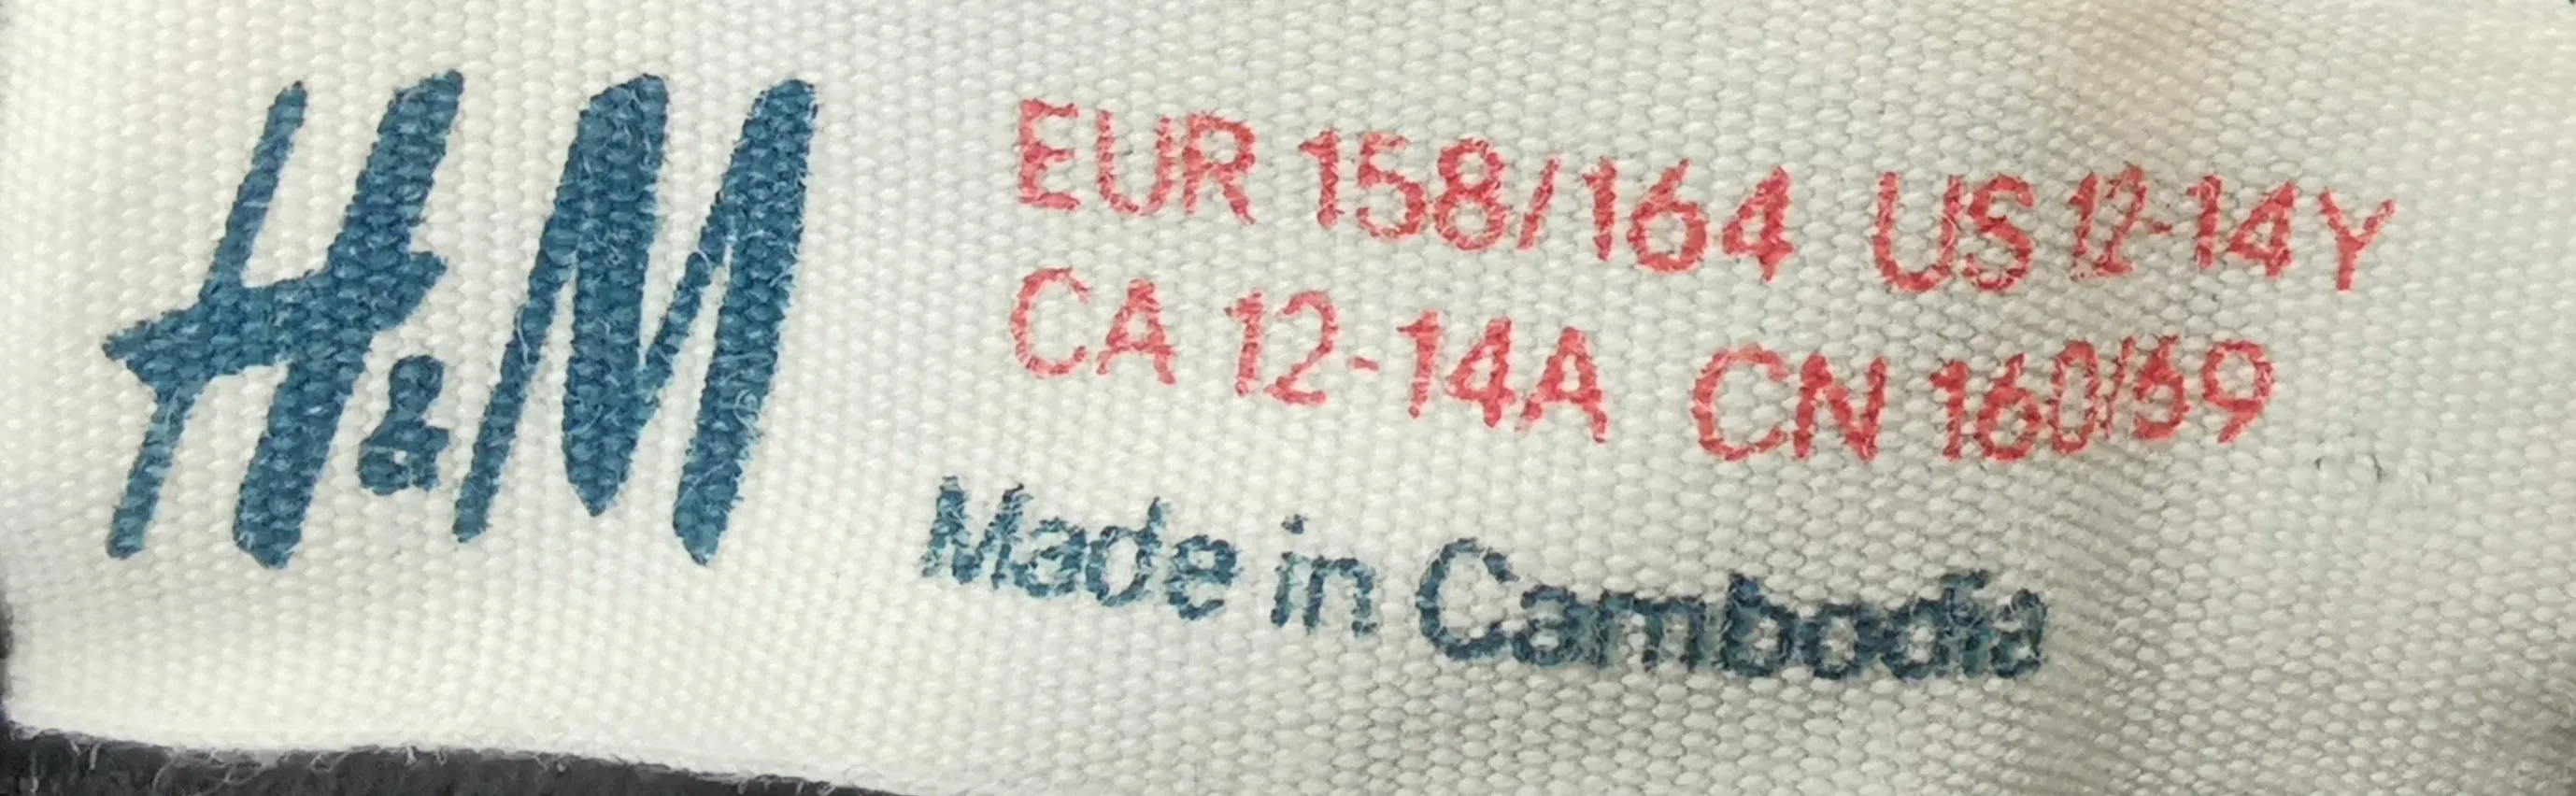 H&M
EUR 158/164 US 12-14Y
CA 12-14A CN 160/69
Made in Cambodia